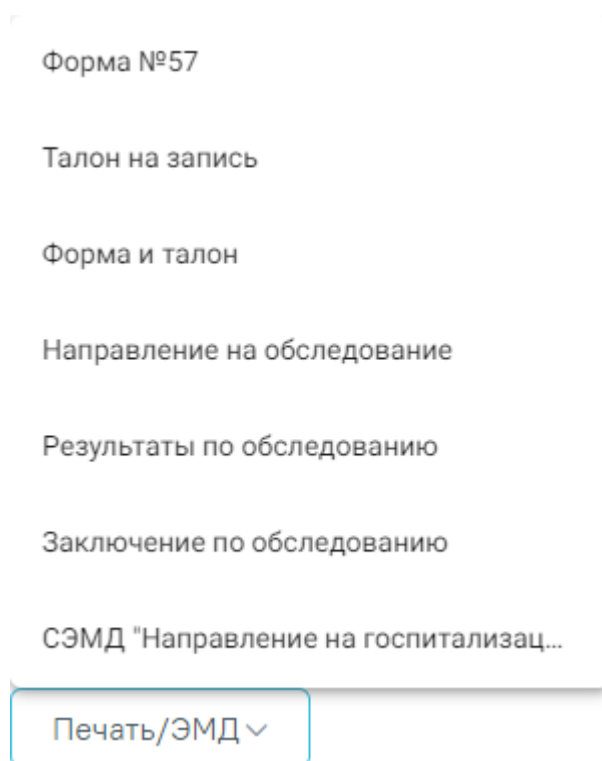 Форма №57
Талон на запись
Форма и талон
Направление на обследование
Результаты по обследованию
Заключение по обследованию
СЭМД "Направление на госпитализац...
Печать/ЭМД